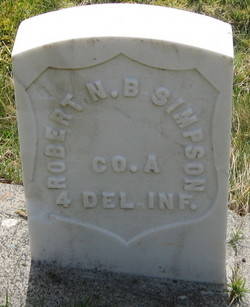 ROBERT N. B SIMPSON
CO. A
4 DEL. INF.